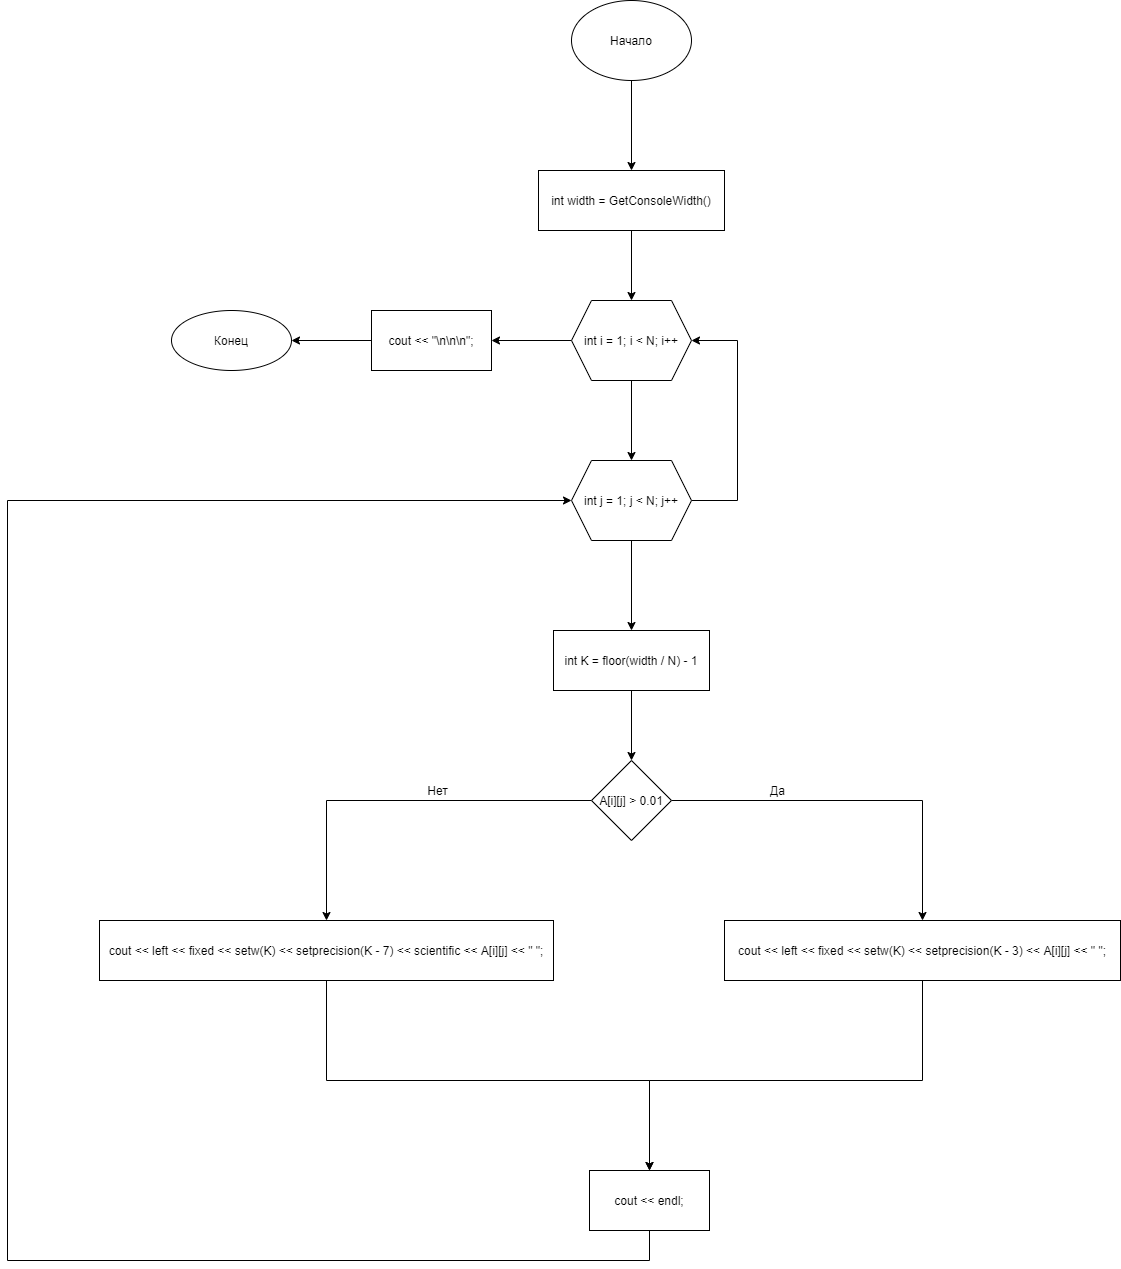 Начало
int width = GetConsoleWidth()
Конец
cout << "\n\n\n";
int i = 1; i < N; i++
int j = 1; j < N; j++
int K = floor(width / N) - 1
Нет
A[i][j] > 0.01
Да
cout << left << fixed << setw(K) << setprecision(K - 7) << scientific << A[i][j] << " ";
cout << left << fixed << setw(K) << setprecision(K - 3) << A[i][j] << " ";
cout << endl;